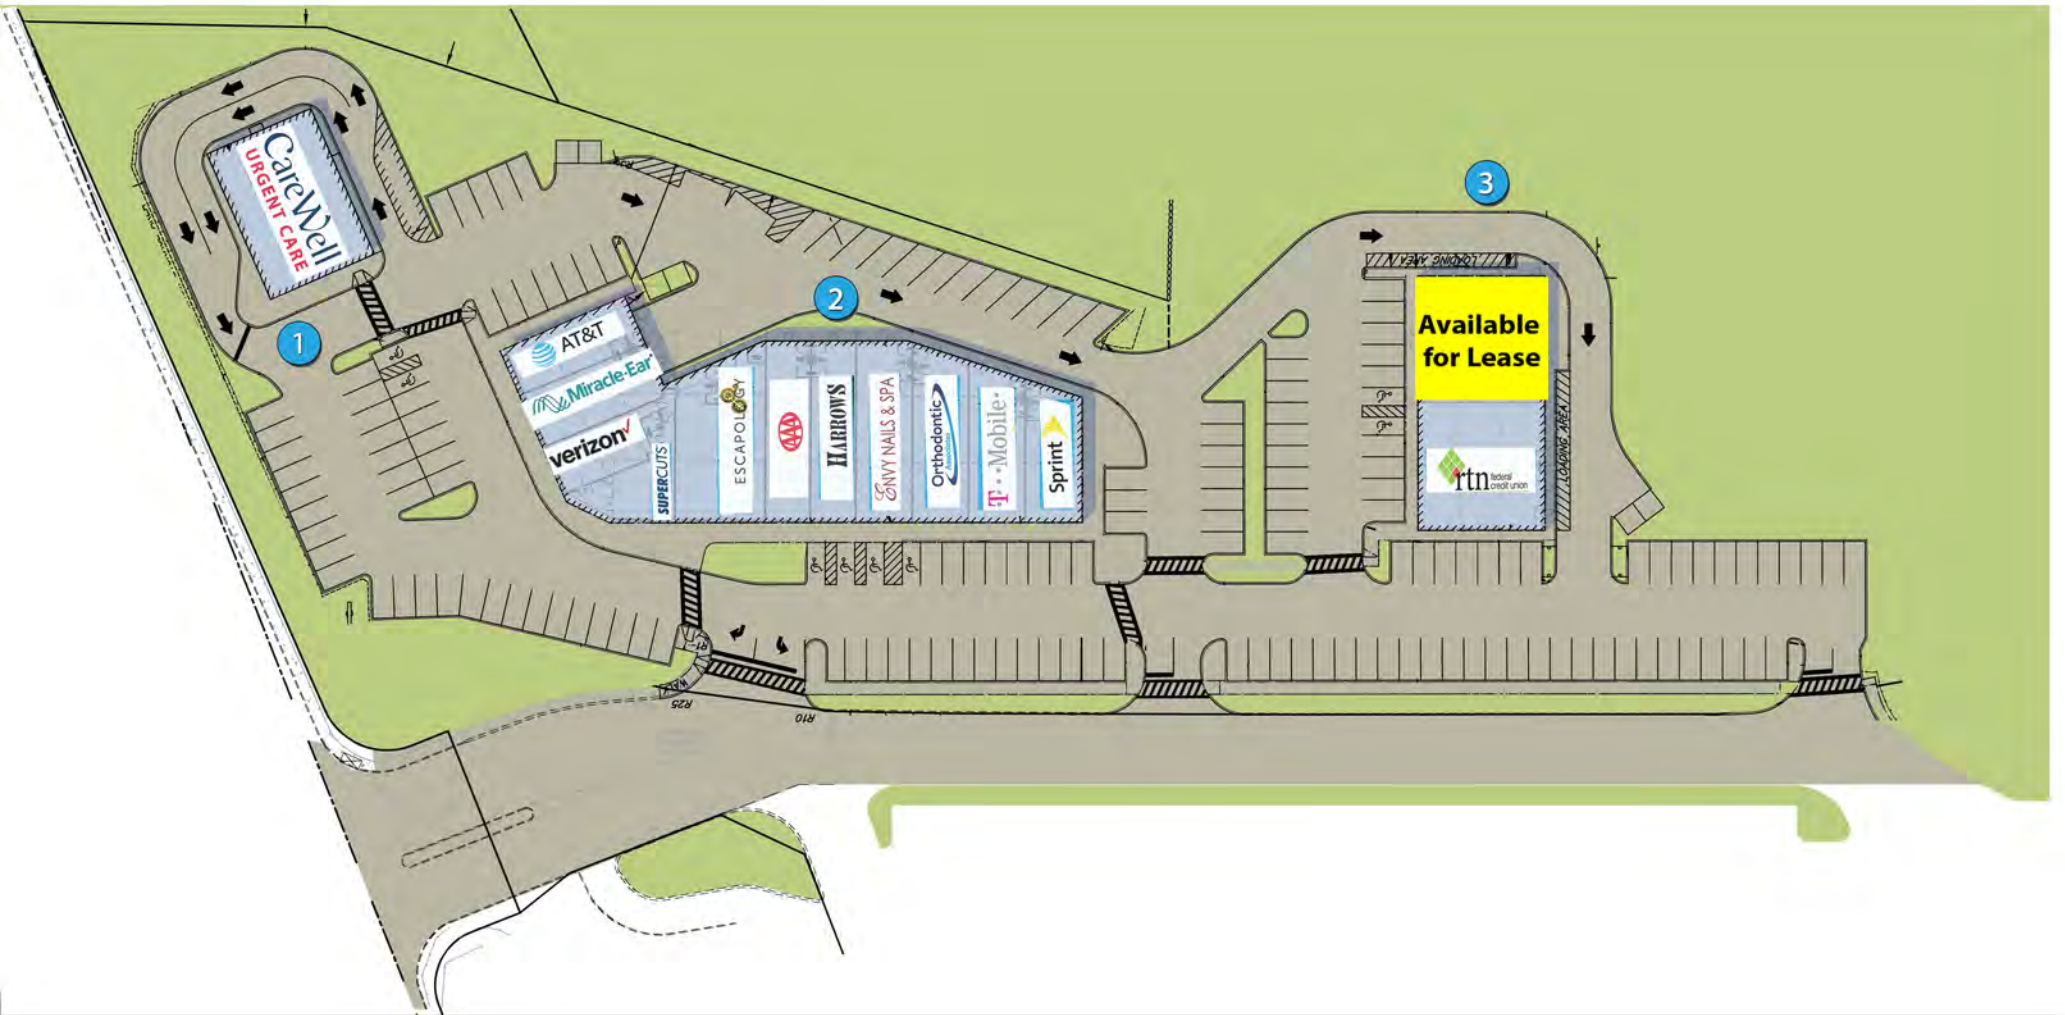 CareWell
URGENT CARE
1
AT&T
Miracle-Ear
verizon
SUPERCUTS
2
ESCAPOLOGY
AAA
HARROWS
ENVY NAILS & SPA
Orthodontic
Associates
T··Mobile·
Sprint
3
LOADING AREA
Available
for Lease
LOADING AREA
rtn federal
credit union
R25
R10